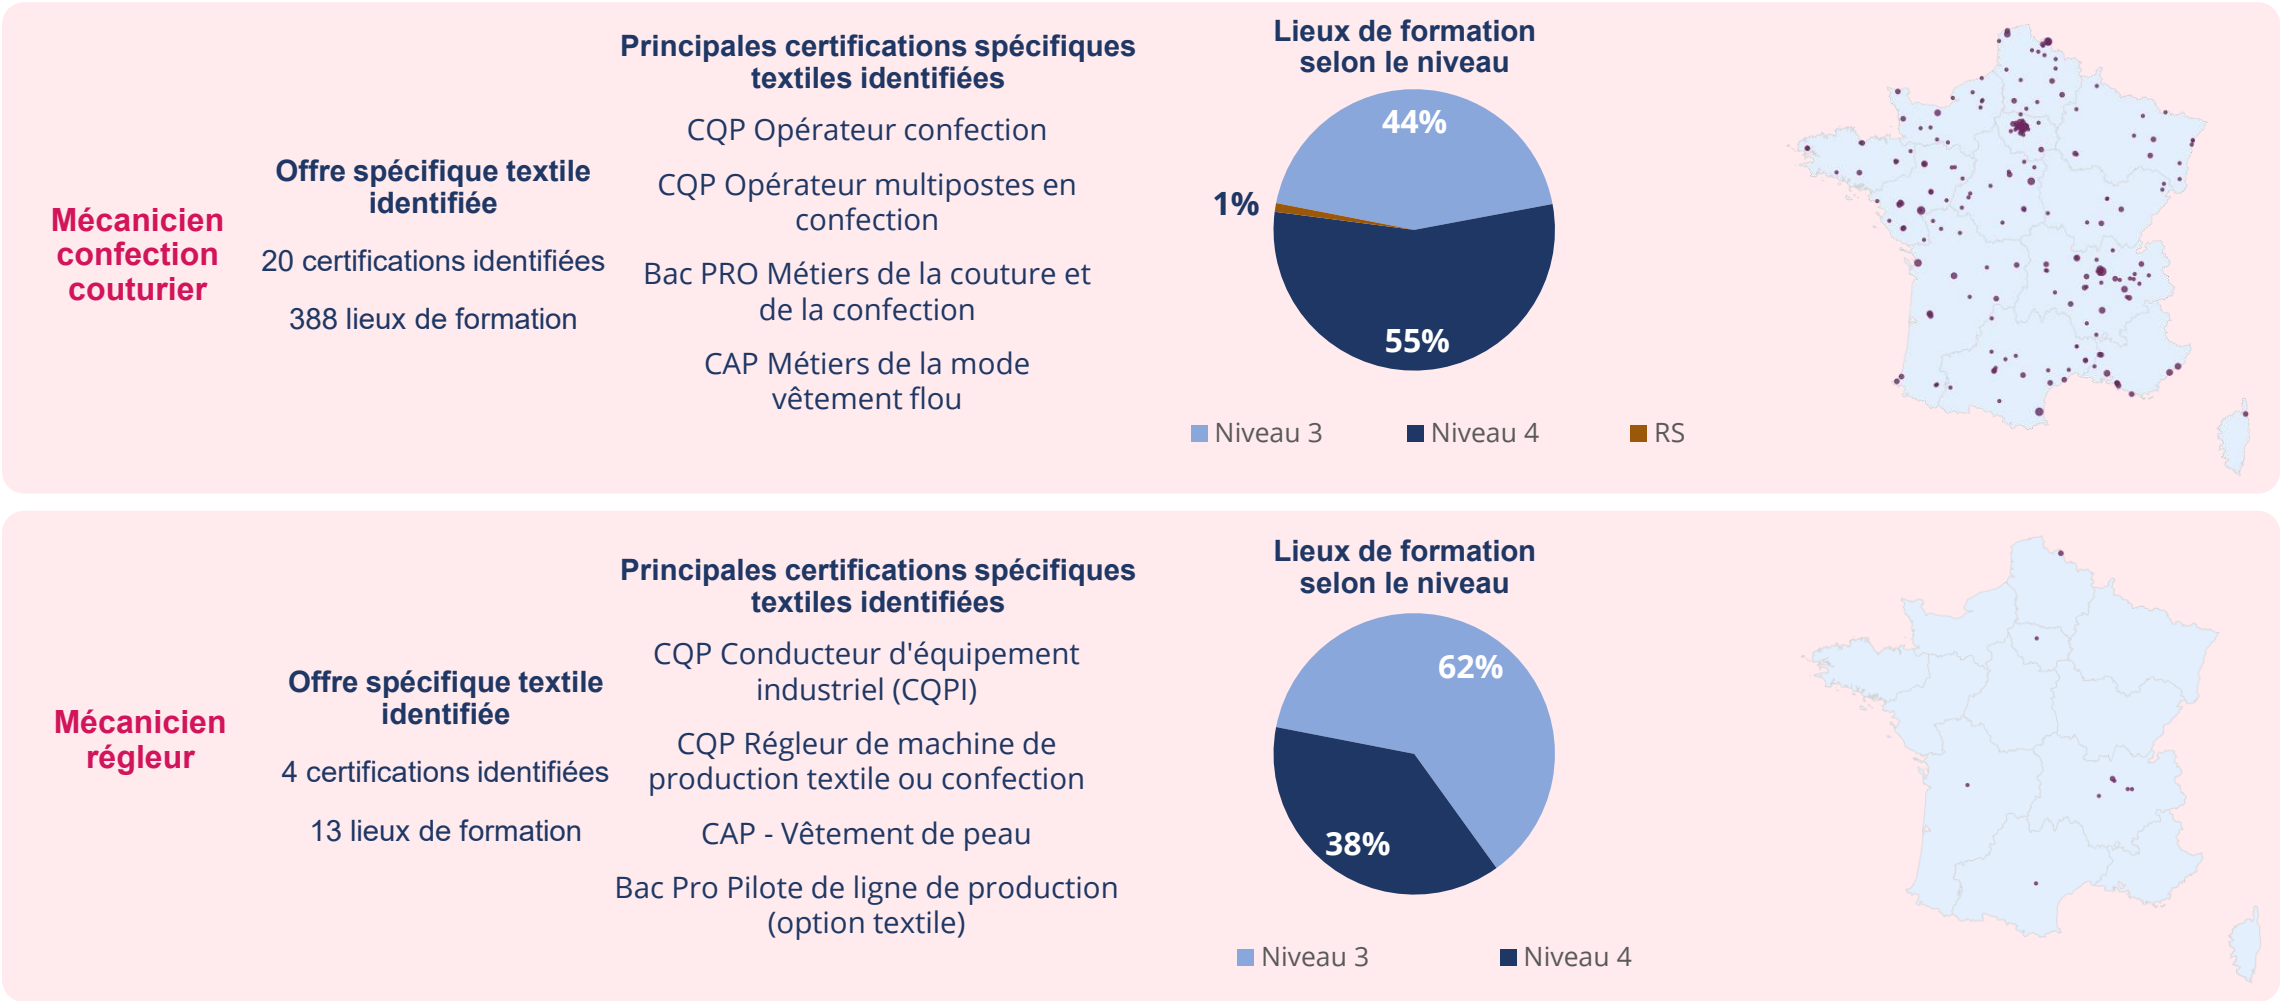 Mécanicien
confection
couturier
Offre spécifique textile
identifiée
20 certifications identifiées
388 lieux de formation
Principales certifications spécifiques
textiles identifiées
CQP Opérateur confection
CQP Opérateur multipostes en
confection
Bac PRO Métiers de la couture et
de la confection
CAP Métiers de la mode
vêtement flou
Lieux de formation
selon le niveau
44%
1%
55%
Niveau 3
Niveau 4
RS
Mécanicien
régleur
Offre spécifique textile
identifiée
4 certifications identifiées
13 lieux de formation
Principales certifications spécifiques
textiles identifiées
CQP Conducteur d'équipement
industriel (CQPI)
CQP Régleur de machine de
production textile ou confection
CAP - Vêtement de peau
Bac Pro Pilote de ligne de production
(option textile)
Lieux de formation
selon le niveau
62%
38%
Niveau 3
Niveau 4